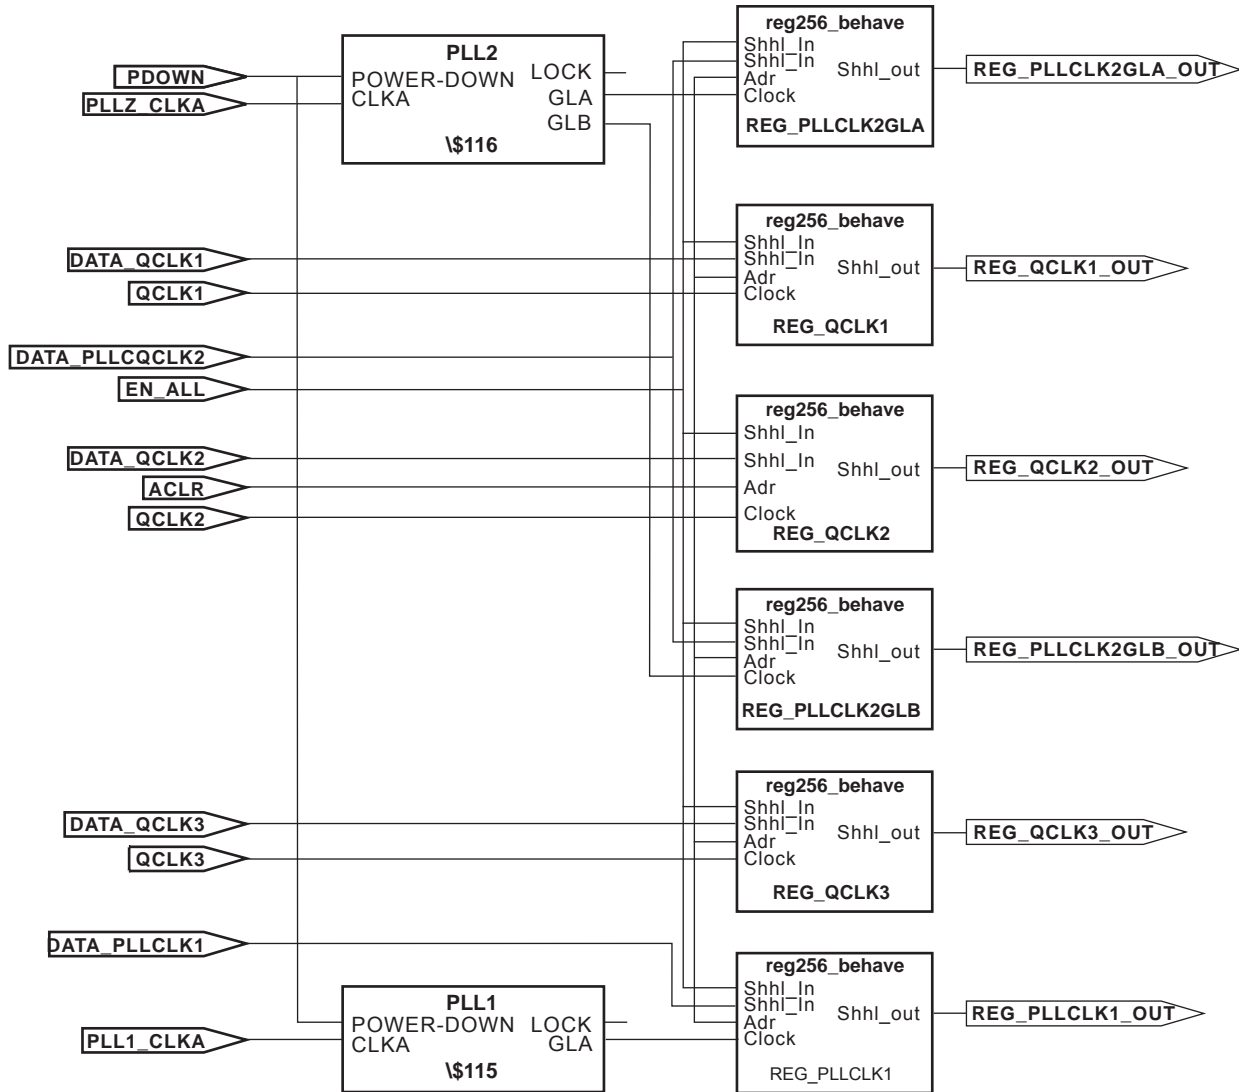 PDOWN
PLLZ_CLKA
PLL2
POWER-DOWN
CLKA
LOCK
GLA
GLB
\$116
reg256_behave
Shhl_In
Shhl_In
Adr
Clock
Shhl_out
REG_PLLCLK2GLA
REG_PLLCLK2GLA_OUT
DATA_QCLK1
QCLK1
reg256_behave
Shhl_In
Shhl_In
Adr
Clock
Shhl_out
REG_QCLK1
REG_QCLK1_OUT
DATA_PLLCQCLK2
EN_ALL
DATA_QCLK2
ACLR
QCLK2
reg256_behave
Shhl_In
Shhl_In
Adr
Clock
Shhl_out
REG_QCLK2
REG_QCLK2_OUT
reg256_behave
Shhl_In
Shhl_In
Adr
Clock
Shhl_out
REG_PLLCLK2GLB
REG_PLLCLK2GLB_OUT
DATA_QCLK3
QCLK3
reg256_behave
Shhl_In
Shhl_In
Adr
Clock
Shhl_out
REG_QCLK3
REG_QCLK3_OUT
DATA_PLLCLK1
PLL1_CLKA
PLL1
POWER-DOWN
CLKA
LOCK
GLA
\$115
reg256_behave
Shhl_In
Shhl_In
Adr
Clock
Shhl_out
REG_PLLCLK1
REG_PLLCLK1_OUT